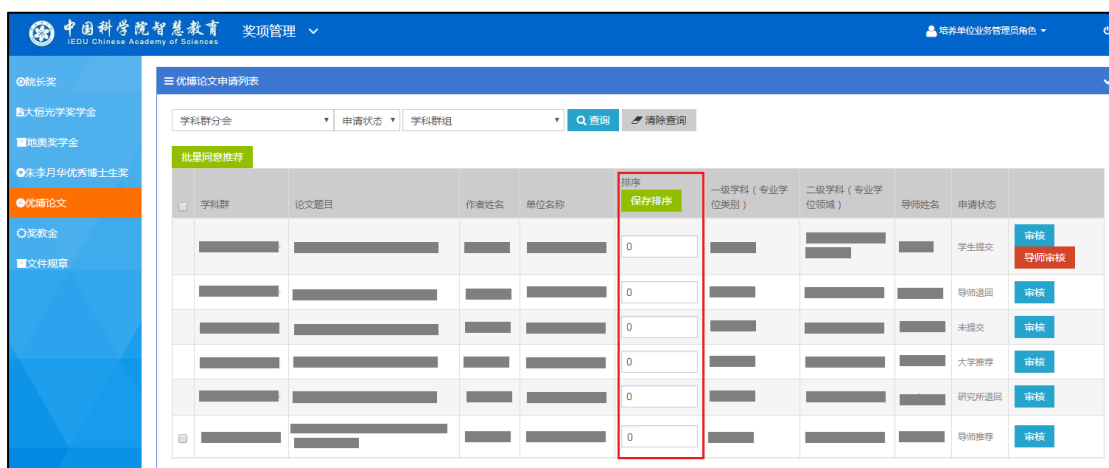 中国科学院智慧教育
iEDU Chinese Academy of Sciences
奖项管理
培养单位业务管理员角色
院长奖
大恒光学奖学金
地奥奖学金
朱李月华优秀博士生奖
优博论文
奖教金
文件规章
优博论文申请列表
学科群分会 申请状态 学科群组 查询 清除查询
批量同意推荐
学科群 论文题目 作者姓名 单位名称 排序 保存排序 一级学科（专业学位类别） 二级学科（专业学位领域） 导师姓名 申请状态
0 学生提交 审核 导师审核
0 导师退回 审核
0 未提交 审核
0 大学推荐 审核
0 研究所退回 审核
0 导师推荐 审核